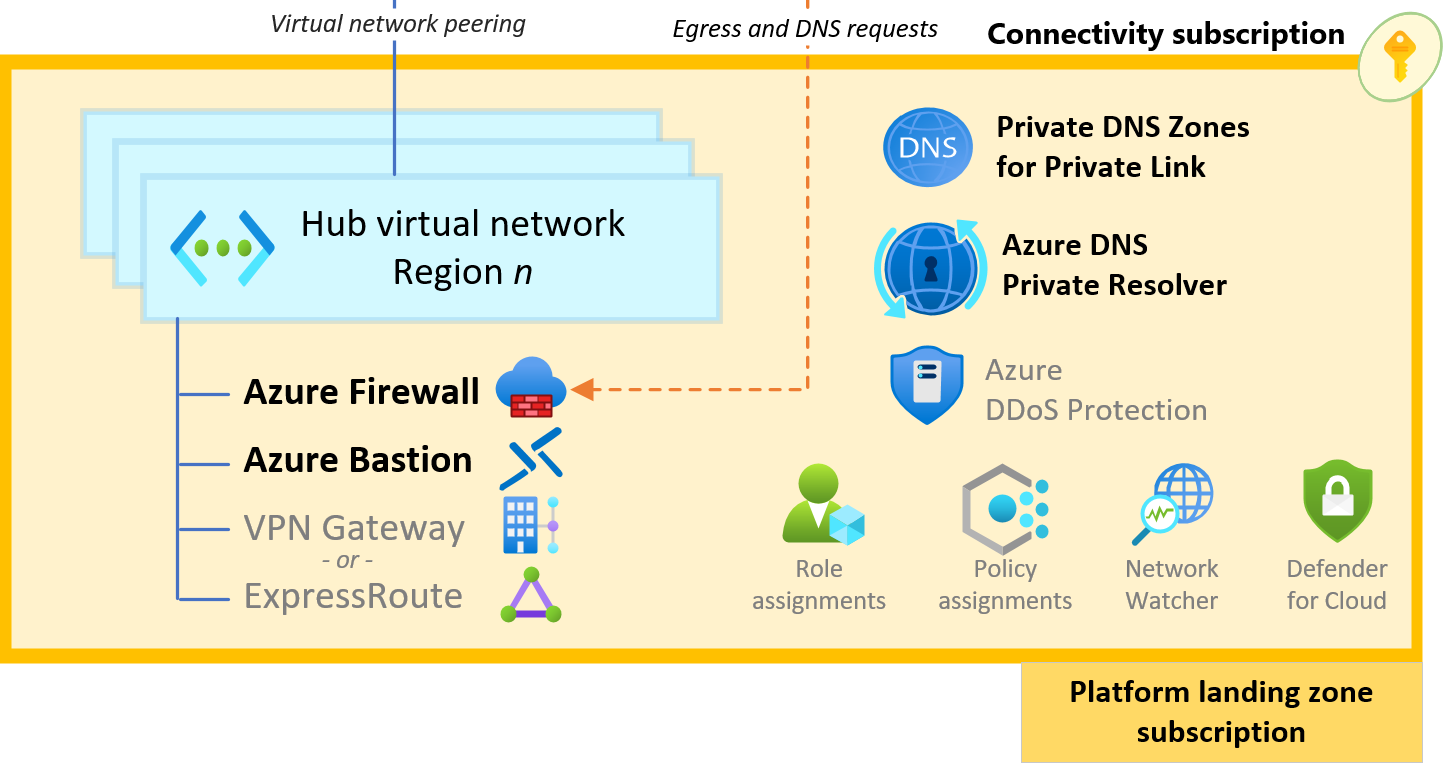 Virtual network peering
Egress and DNS requests
Connectivity subscription
Hub virtual network
Region n
Azure Firewall
Azure Bastion
VPN Gateway
- or -
ExpressRoute
DNS
Private DNS Zones
for Private Link
Azure DNS
Private Resolver
Azure
DDoS Protection
Role
assignments
Policy
assignments
Network
Watcher
Defender
for Cloud
Platform landing zone
subscription